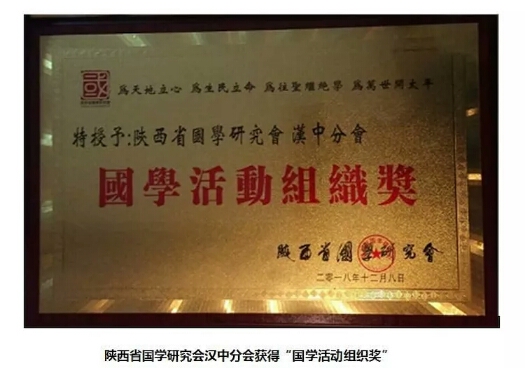 國
為天地立心 為生民立命 為往聖繼絶學 為萬世開太平
特授予:陝西省國學研究會 漢中分會
國學活動組織獎
陝西省國學研究會
二零一八年十二月八日
陕西省国学研究会汉中分会获得“国学活动组织奖”